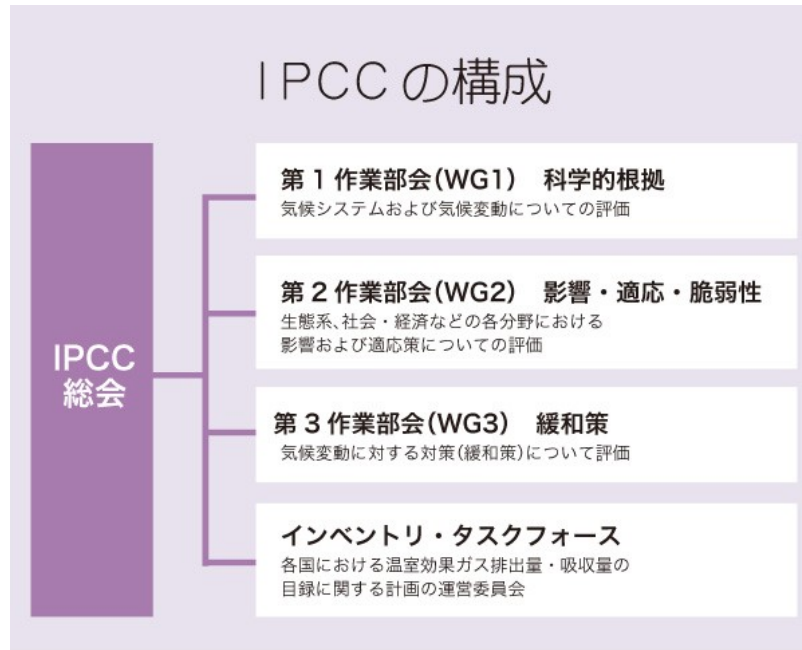 IPCCの構成
IPCC
総会
第1作業部会(WG1) 科学的根拠
気候システムおよび気候変動についての評価
第2作業部会(WG2) 影響・適応・脆弱性
生態系、社会・経済などの各分野における
影響および適応策についての評価
第3作業部会(WG3) 緩和策
気候変動に対する対策(緩和策)について評価
インベントリ・タスクフォース
各国における温室効果ガス排出量・吸収量の
目録に関する計画の運営委員会